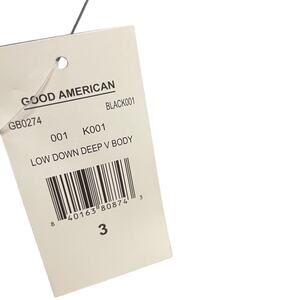 GOOD AMERICAN
GB0274 BLACK001
001 K001
LOW DOWN DEEP V BODY
8 40163 80874 3
3